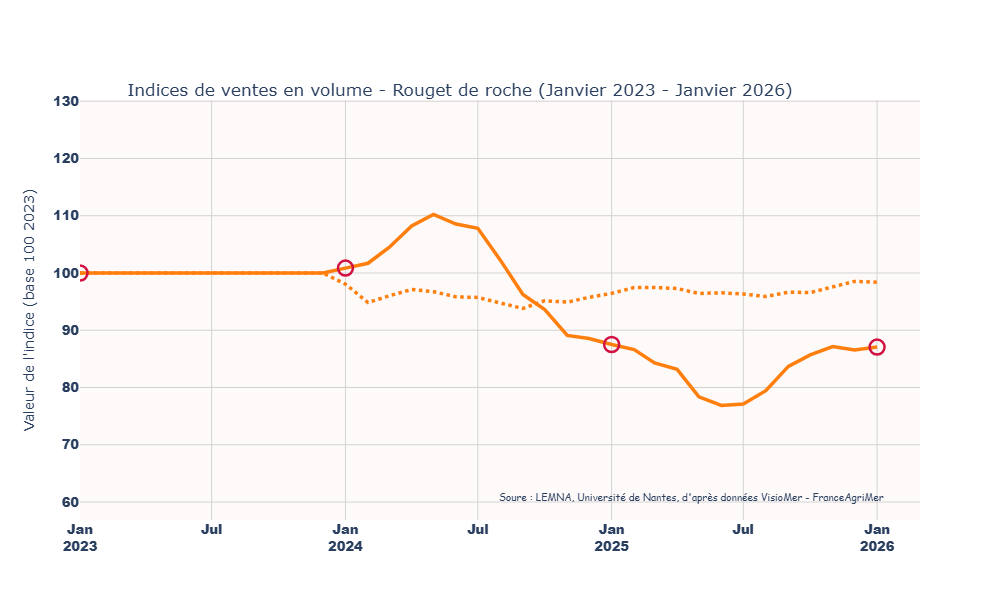 Indices de ventes en volume - Rouget de roche (Janvier 2023 - Janvier 2026)
Valeur de l'indice (base 100 2023)
130
120
110
100
90
80
70
60
Soure : LEMNA, Université de Nantes, d'après données VisioMer - FranceAgriMer
Jan Jul Jan Jul Jan Jul Jan
2023 2024 2025 2026